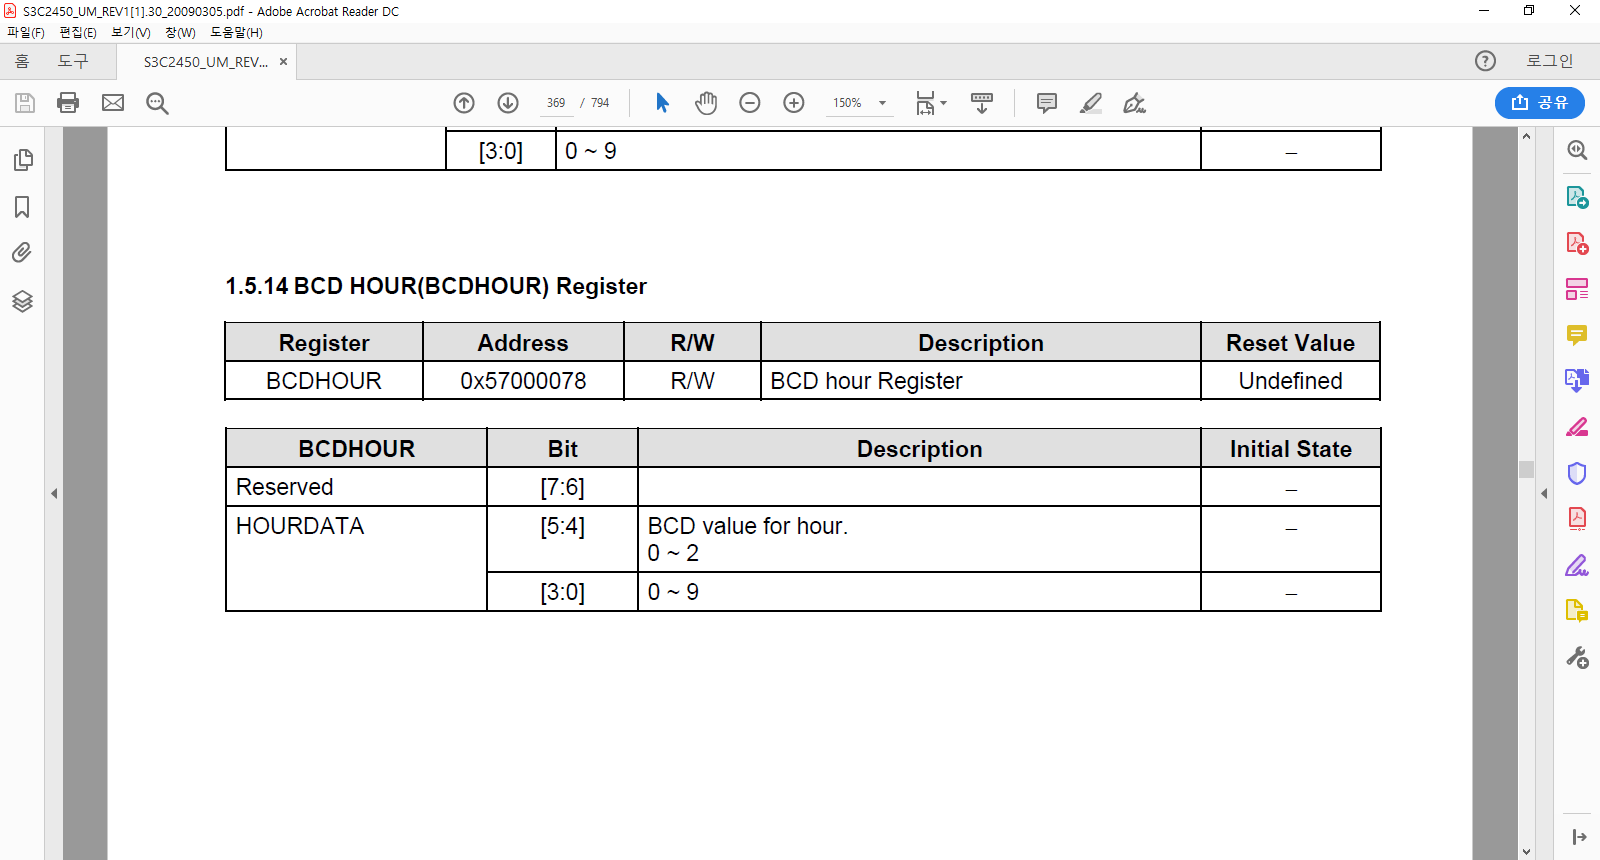 S3C2450_UM_REV1[1].30_20090305.pdf - Adobe Acrobat Reader DC
파일(F) 편집(E) 보기(V) 창(W) 도움말(H)
홈 도구 S3C2450_UM_REV... × ? 로그인
369 / 794 150% 공유
[3:0] 0 ~ 9 –
1.5.14 BCD HOUR(BCDHOUR) Register
Register Address R/W Description Reset Value
BCDHOUR 0x57000078 R/W BCD hour Register Undefined
BCDHOUR Bit Description Initial State
Reserved [7:6] –
HOURDATA [5:4] BCD value for hour. –
0 ~ 2
[3:0] 0 ~ 9 –